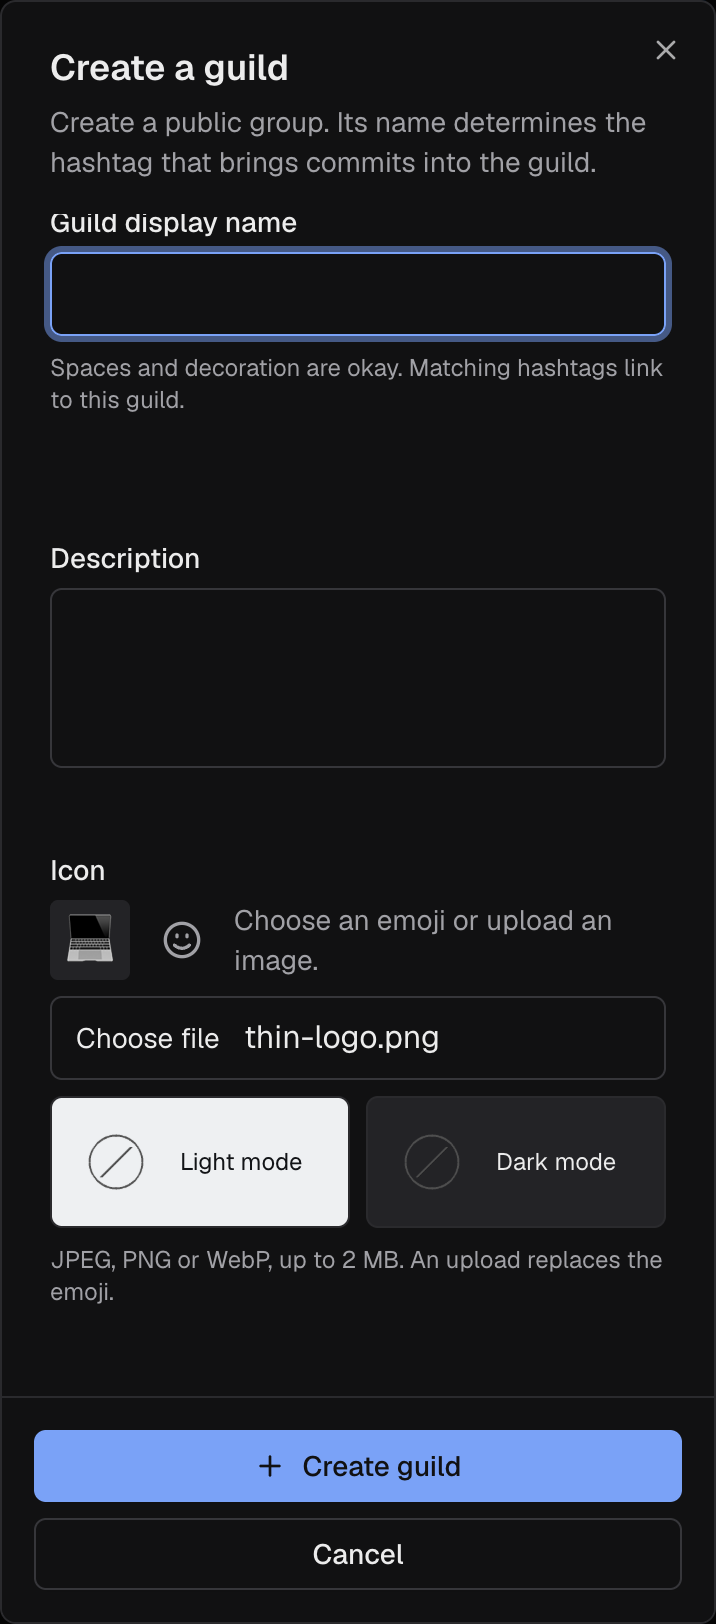 Create a guild
Create a public group. Its name determines the
hashtag that brings commits into the guild.
Guild display name
Spaces and decoration are okay. Matching hashtags link
to this guild.
Description
Icon
Choose an emoji or upload an
image.
Choose file thin-logo.png
Light mode
Dark mode
JPEG, PNG or WebP, up to 2 MB. An upload replaces the
emoji.
Create guild
Cancel